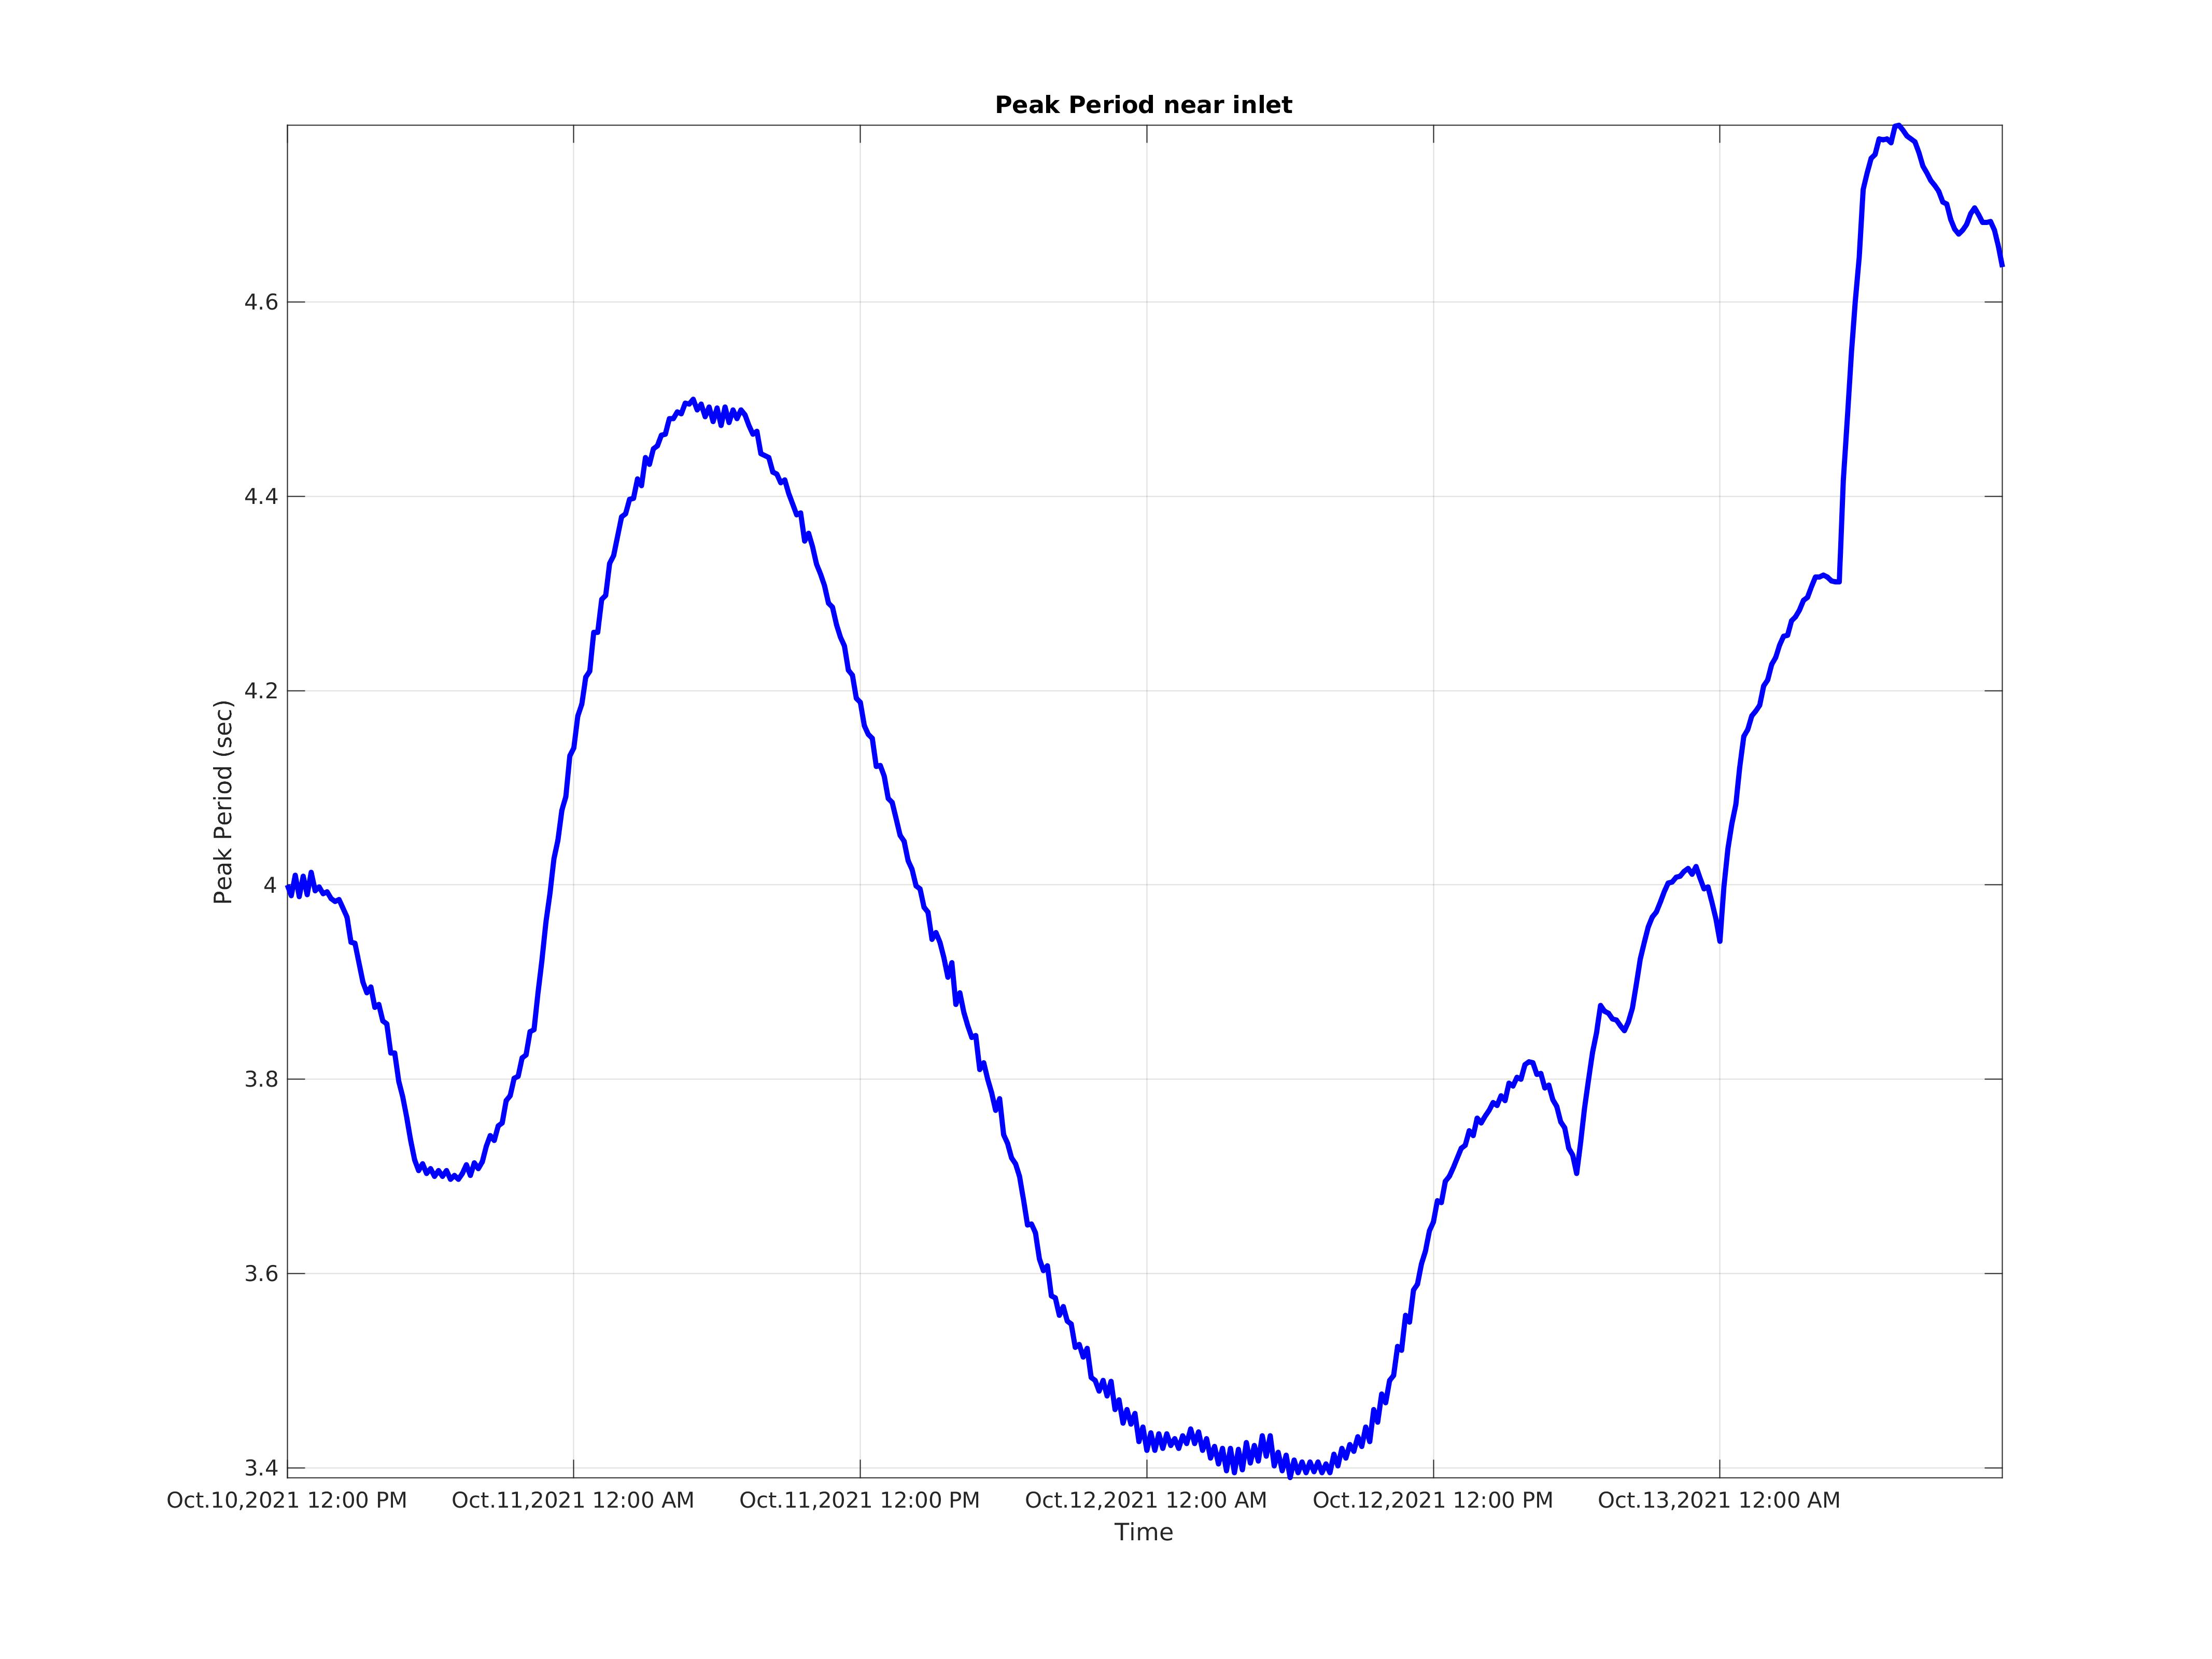 Peak Period near inlet
Peak Period (sec)
4.6
4.4
4.2
4
3.8
3.6
3.4
Oct.10,2021 12:00 PM
Oct.11,2021 12:00 AM
Oct.11,2021 12:00 PM
Oct.12,2021 12:00 AM
Oct.12,2021 12:00 PM
Oct.13,2021 12:00 AM
Time